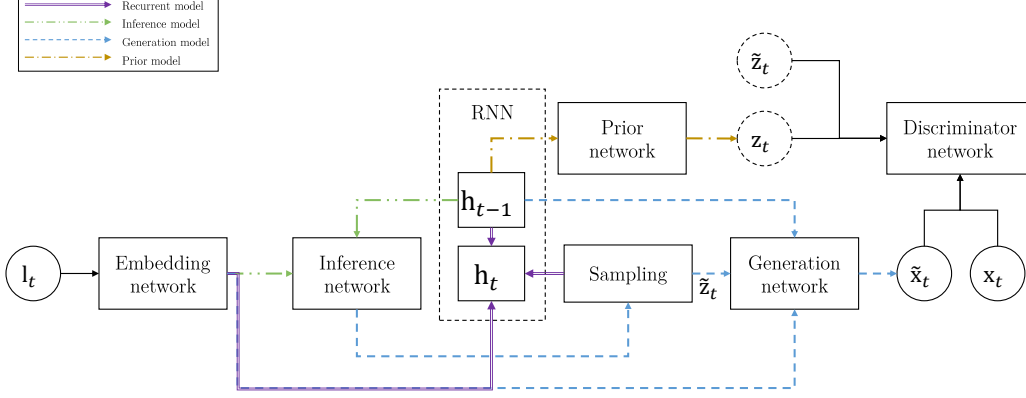 Recurrent model
Inference model
Generation model
Prior model
z̃ₜ
RNN
Prior
network
zₜ
Discriminator
network
hₜ₋₁
lₜ
Embedding
network
Inference
network
hₜ
Sampling
z̃ₜ
Generation
network
x̃ₜ
xₜ